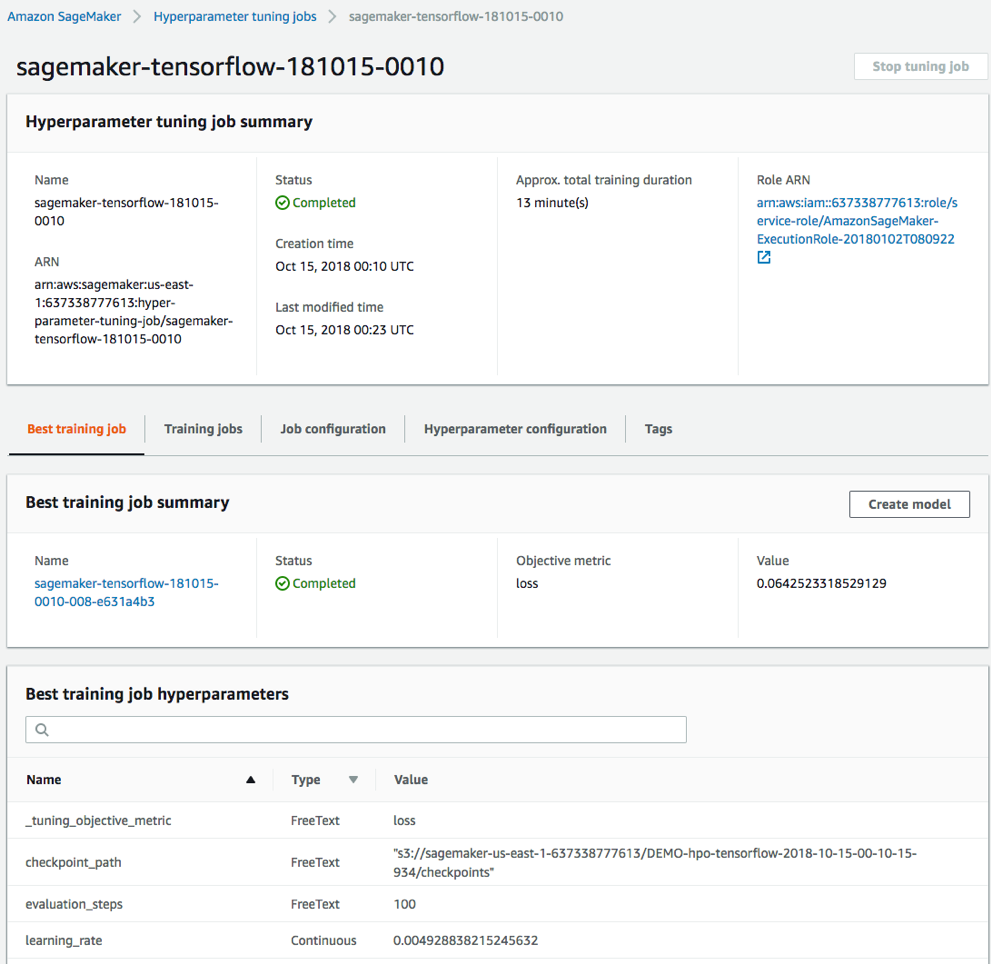 Amazon SageMaker > Hyperparameter tuning jobs > sagemaker-tensorflow-181015-0010
sagemaker-tensorflow-181015-0010
Stop tuning job
Hyperparameter tuning job summary
Name
sagemaker-tensorflow-181015-
0010
ARN
arn:aws:sagemaker:us-east-
1:637338777613:hyper-
parameter-tuning-job/sagemaker-
tensorflow-181015-0010
Status
Completed
Creation time
Oct 15, 2018 00:10 UTC
Last modified time
Oct 15, 2018 00:23 UTC
Approx. total training duration
13 minute(s)
Role ARN
arn:aws:iam::637338777613:role/s
ervice-role/AmazonSageMaker-
ExecutionRole-20180102T080922
Best training job
Training jobs
Job configuration
Hyperparameter configuration
Tags
Best training job summary
Create model
Name
sagemaker-tensorflow-181015-
0010-008-e631a4b3
Status
Completed
Objective metric
loss
Value
0.0642523318529129
Best training job hyperparameters
Name Type Value
_tuning_objective_metric FreeText loss
checkpoint_path FreeText "s3://sagemaker-us-east-1-637338777613/DEMO-hpo-tensorflow-2018-10-15-00-10-15-
934/checkpoints"
evaluation_steps FreeText 100
learning_rate Continuous 0.004928838215245632